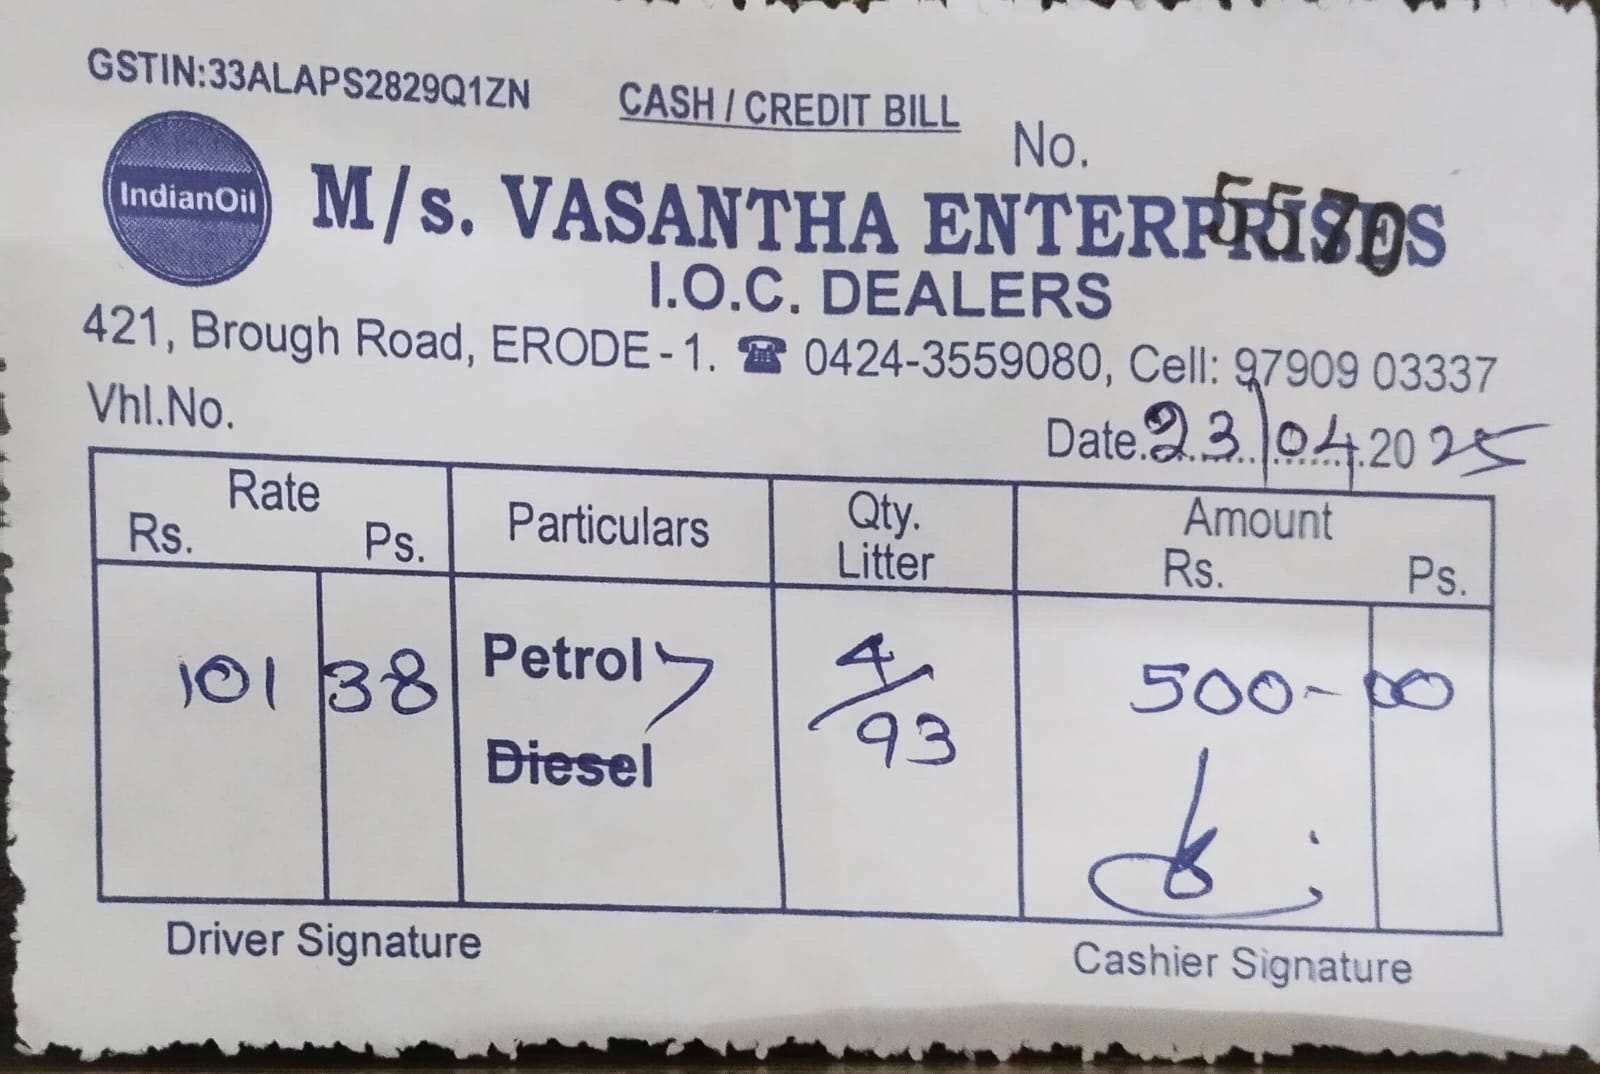 GSTIN:33ALAPS2829Q1ZN
CASH / CREDIT BILL
No. 5570
IndianOil
M/s. VASANTHA ENTERPRISES
I.O.C. DEALERS
421, Brough Road, ERODE - 1. ☎ 0424-3559080, Cell: 97909 03337
Vhl.No.
Date.23/04.2025
Rate Particulars Qty. Amount
Rs. Ps. Litter Rs. Ps.
101 38 Petrol 4/93 500-00
Diesel
Driver Signature Cashier Signature